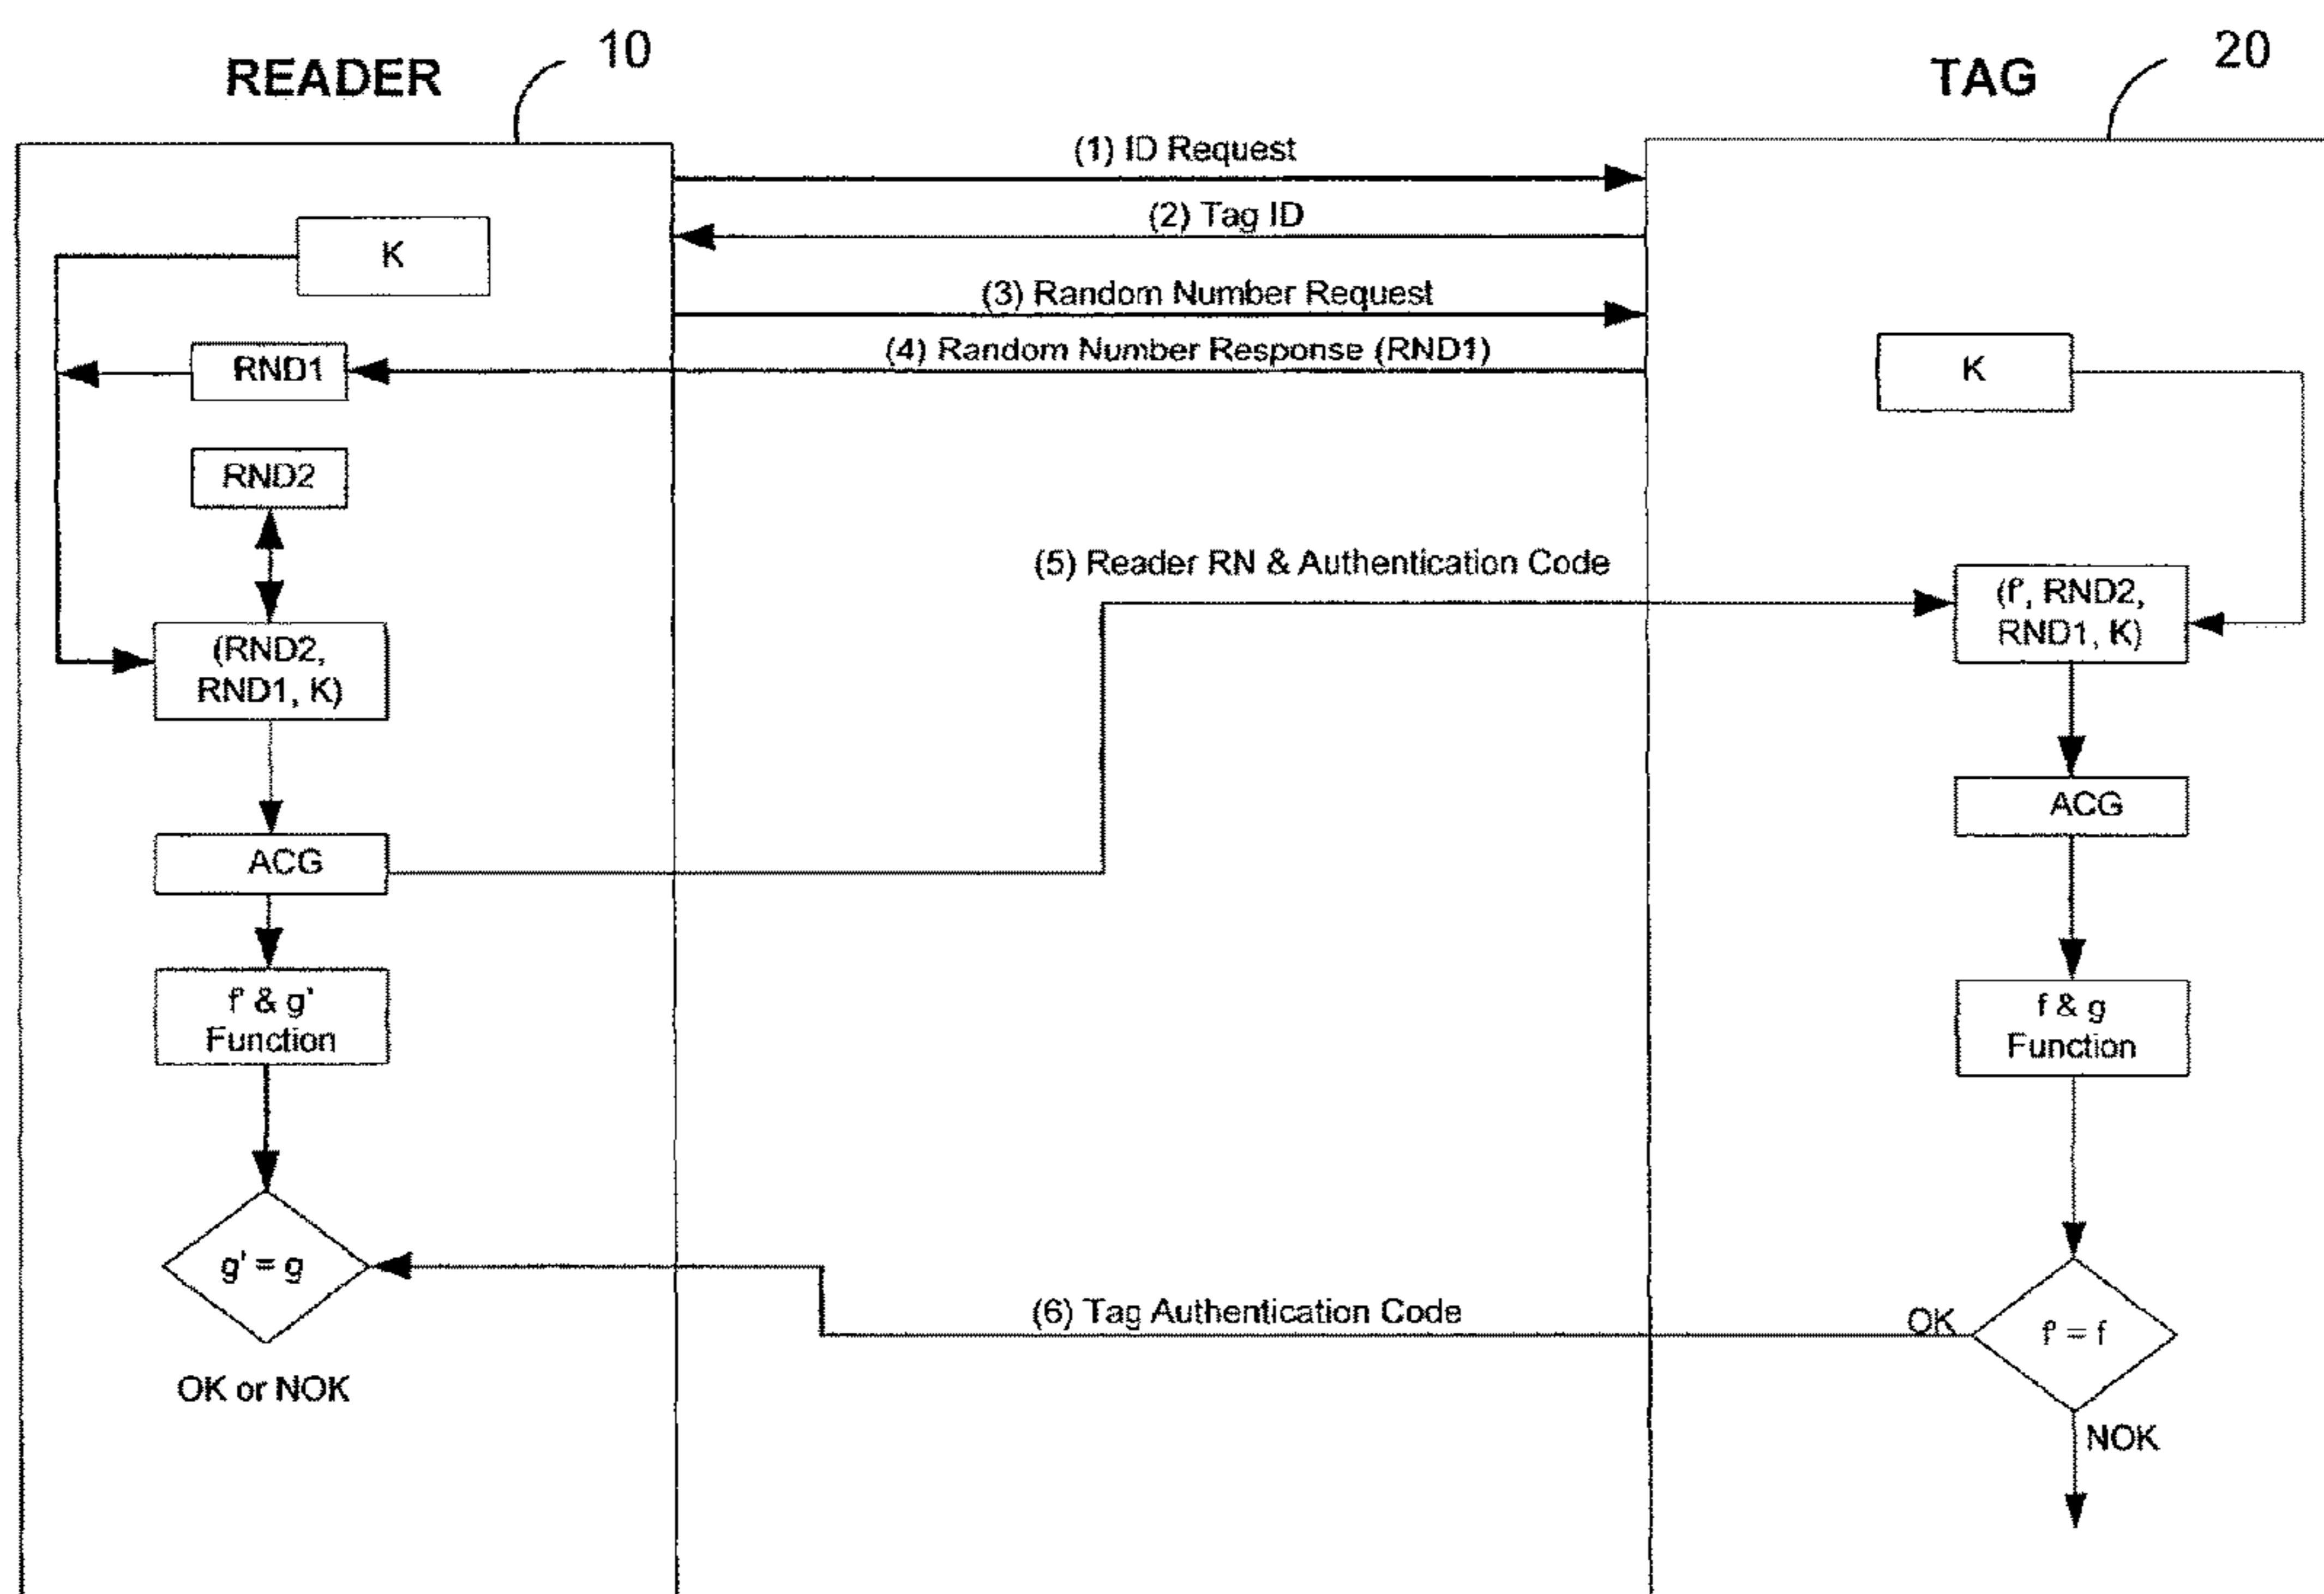 READER
10
TAG
20
(1) ID Request
(2) Tag ID
K
(3) Random Number Request
(4) Random Number Response (RND1)
RND1
K
RND2
(5) Reader RN & Authentication Code
(f', RND2,
RND1, K)
(RND2,
RND1, K)
ACG
ACG
f' & g'
Function
f & g
Function
g' = g
(6) Tag Authentication Code
OK
f' = f
OK or NOK
NOK